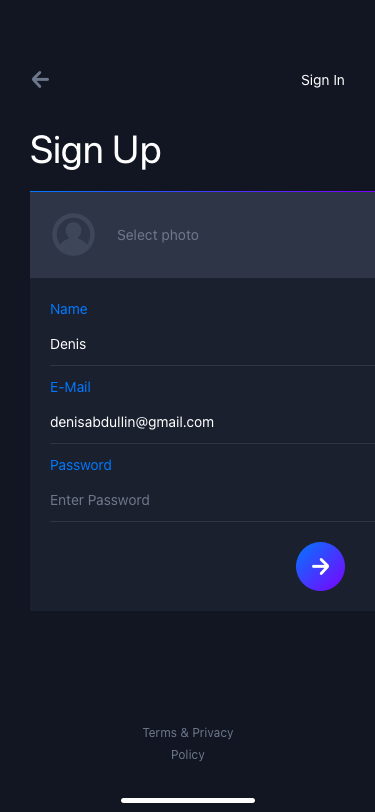 Sign In
Sign Up
Select photo
Name
Denis
E-Mail
denisabdullin@gmail.com
Password
Enter Password
Terms & Privacy
Policy